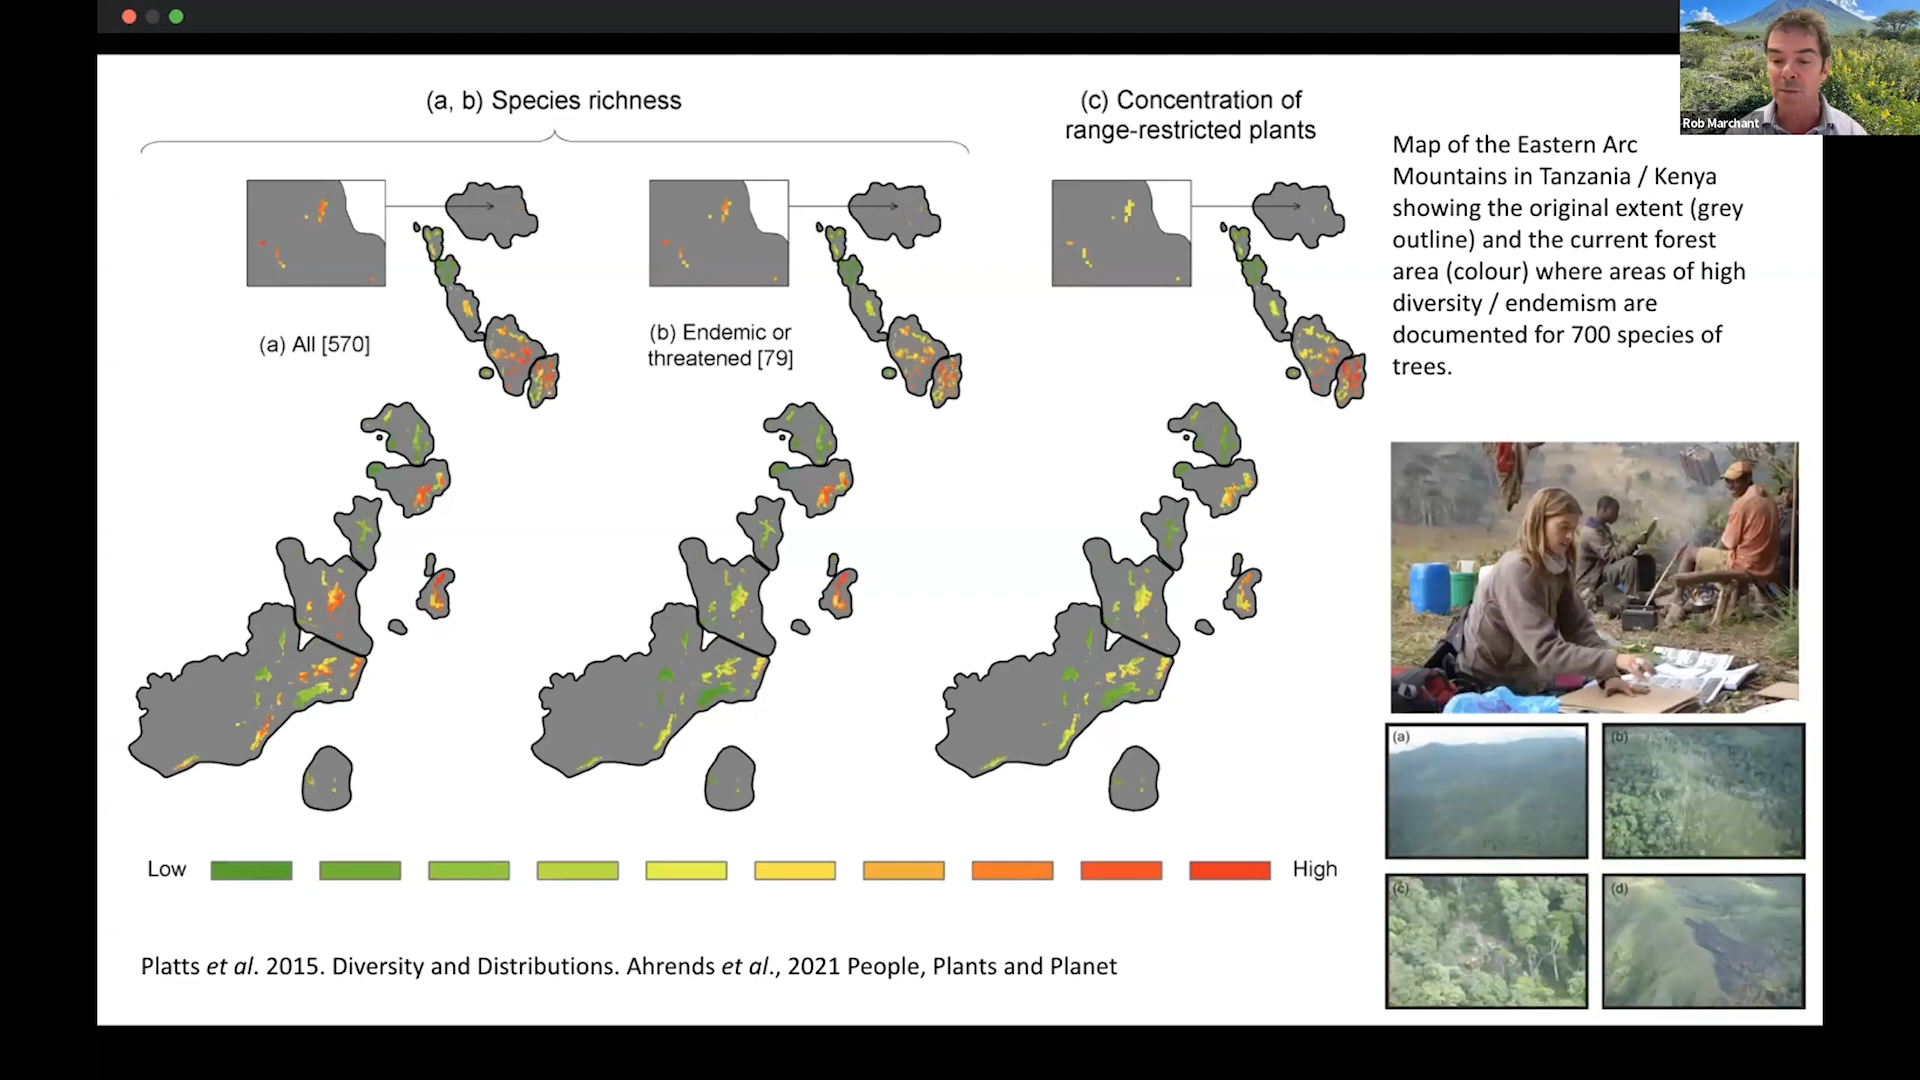 (a, b) Species richness
(c) Concentration of
range-restricted plants
Rob Marchant
Map of the Eastern Arc
Mountains in Tanzania / Kenya
showing the original extent (grey
outline) and the current forest
area (colour) where areas of high
diversity / endemism are
documented for 700 species of
trees.
(a) All [570]
(b) Endemic or
threatened [79]
(a)
(b)
(c)
(d)
Low
High
Platts et al. 2015. Diversity and Distributions. Ahrends et al., 2021 People, Plants and Planet